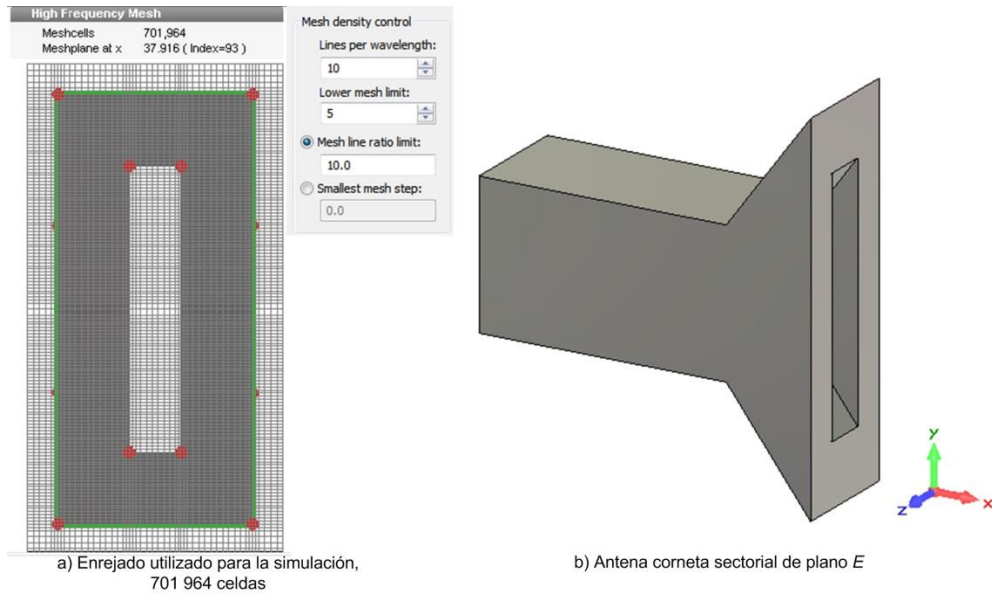 High Frequency Mesh
Meshcells 701,964
Meshplane at x 37.916 ( Index=93 )
Mesh density control
Lines per wavelength:
10
Lower mesh limit:
5
Mesh line ratio limit:
10.0
Smallest mesh step:
0.0
Y
Z
X
a) Enrejado utilizado para la simulación,
701 964 celdas
b) Antena corneta sectorial de plano E